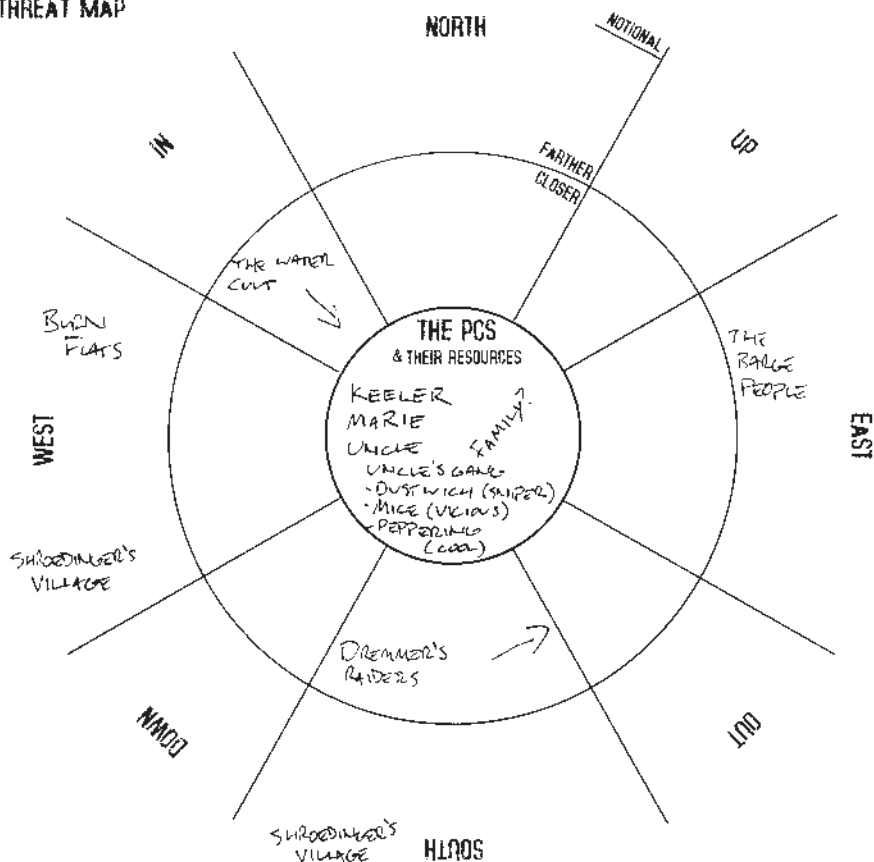 THREAT MAP
NORTH
NOTIONAL
IN
UP
FARTHER
CLOSER
THE WATER
CULT
BURN
FLATS
THE PCS
& THEIR RESOURCES
KEELER
MARIE
UNCLE
FAMILY?
UNCLE'S GANG
-DUSTWICH (SNIPER)
-MICE (VICIOUS)
-PEPPERING
(COOL)
THE
BARGE
PEOPLE
WEST
EAST
SHROEDINGER'S
VILLAGE
DREMMER'S
RAIDERS
DOWN
OUT
SHROEDINGER'S
VILLAGE
SOUTH